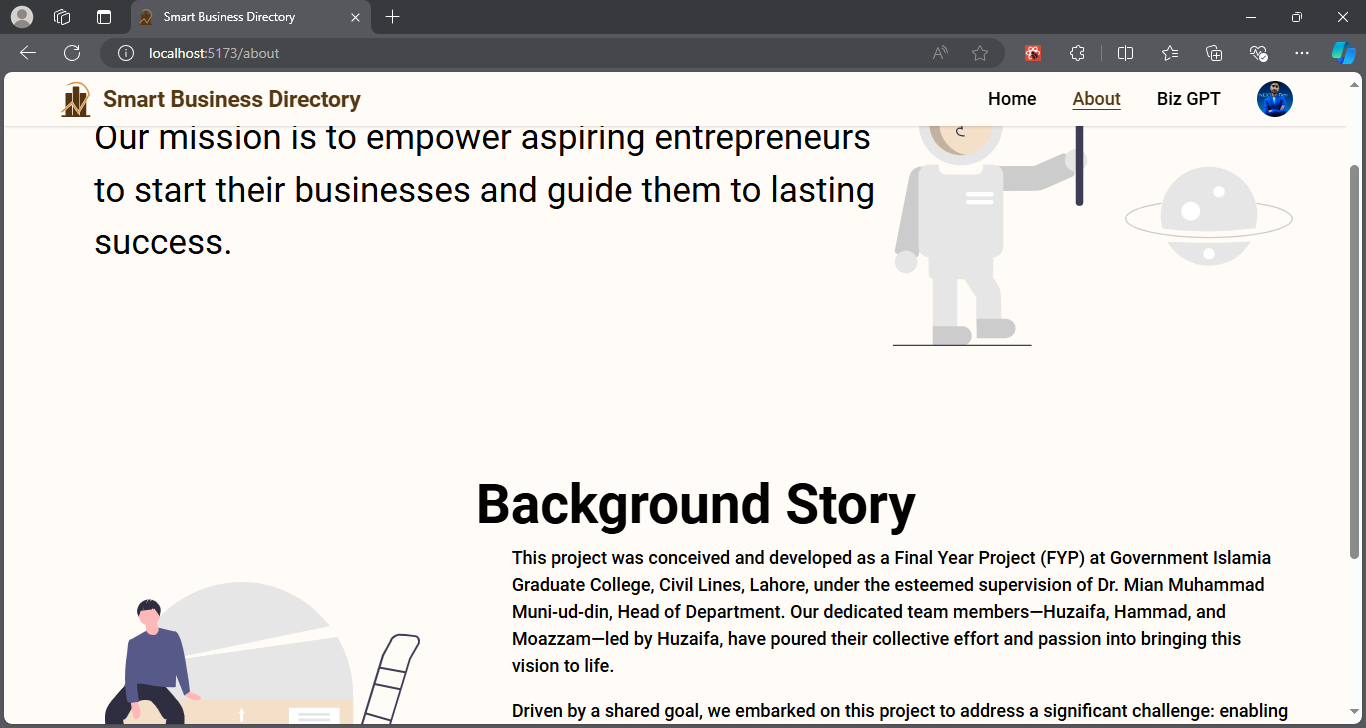 Smart Business Directory
localhost:5173/about
Smart Business Directory
Home
About
Biz GPT
Our mission is to empower aspiring entrepreneurs
to start their businesses and guide them to lasting
success.
Background Story
This project was conceived and developed as a Final Year Project (FYP) at Government Islamia
Graduate College, Civil Lines, Lahore, under the esteemed supervision of Dr. Mian Muhammad
Muni-ud-din, Head of Department. Our dedicated team members—Huzaifa, Hammad, and
Moazzam—led by Huzaifa, have poured their collective effort and passion into bringing this
vision to life.
Driven by a shared goal, we embarked on this project to address a significant challenge: enabling